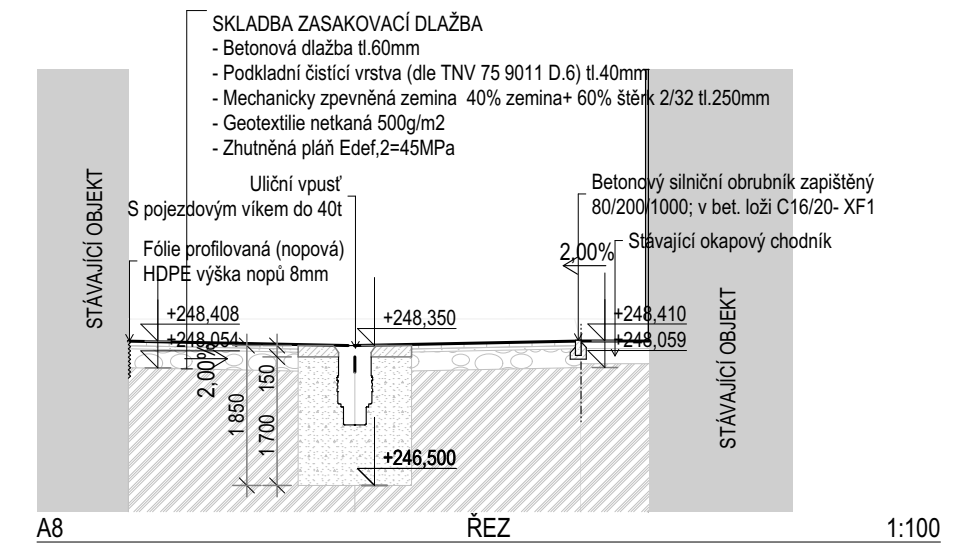 SKLADBA ZASAKOVACÍ DLAŽBA
- Betonová dlažba tl.60mm
- Podkladní čistící vrstva (dle TNV 75 9011 D.6) tl.40mm
- Mechanicky zpevněná zemina 40% zemina+ 60% štěrk 2/32 tl.250mm
- Geotextilie netkaná 500g/m2
- Zhutněná pláň Edef,2=45MPa
STÁVAJÍCÍ OBJEKT
Uliční vpusť
S pojezdovým víkem do 40t
Betonový silniční obrubník zapištěný
80/200/1000; v bet. loži C16/20- XF1
Fólie profilovaná (nopová)
HDPE výška nopů 8mm
2,00%
Stávající okapový chodník
STÁVAJÍCÍ OBJEKT
+248,408
+248,054
+248,350
+248,410
+248,059
2,00%
1 850
150
1 700
+246,500
A8
ŘEZ
1:100